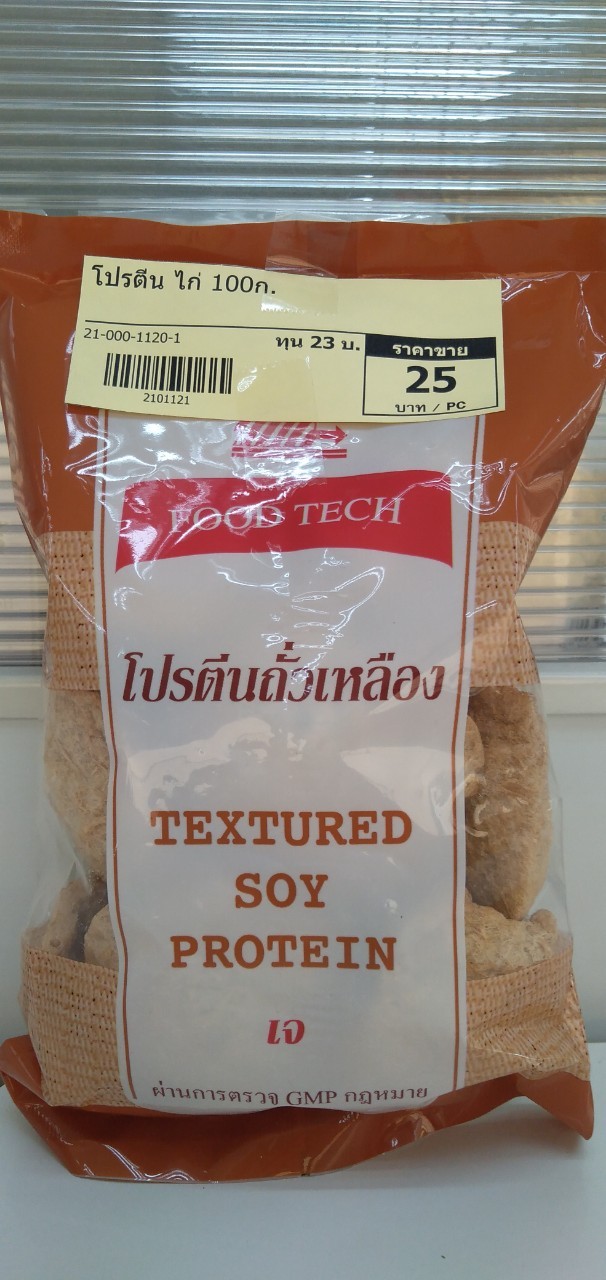 โปรตีน ไก่ 100ก.
21-000-1120-1
ทุน 23 บ.
ราคาขาย
2101121
25
บาท / PC
FOOD TECH
โปรตีนถั่วเหลือง
TEXTURED
SOY
PROTEIN
เจ
ผ่านการตรวจ GMP กฎหมาย